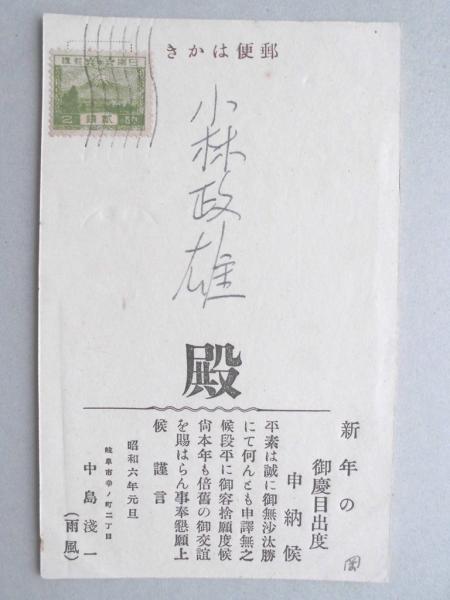 郵便はかき
小林政雄
殿
新年の
御慶目出度
申納候
平素は誠に御無沙汰勝
にて何んとも申譯無之
候段平に御容捨願度候
尙本年も倍舊の御交誼
を賜はらん事奉懇願上
候 謹言
昭和六年元旦
岐阜市幸ノ町二丁目
中島淺一
(雨風)